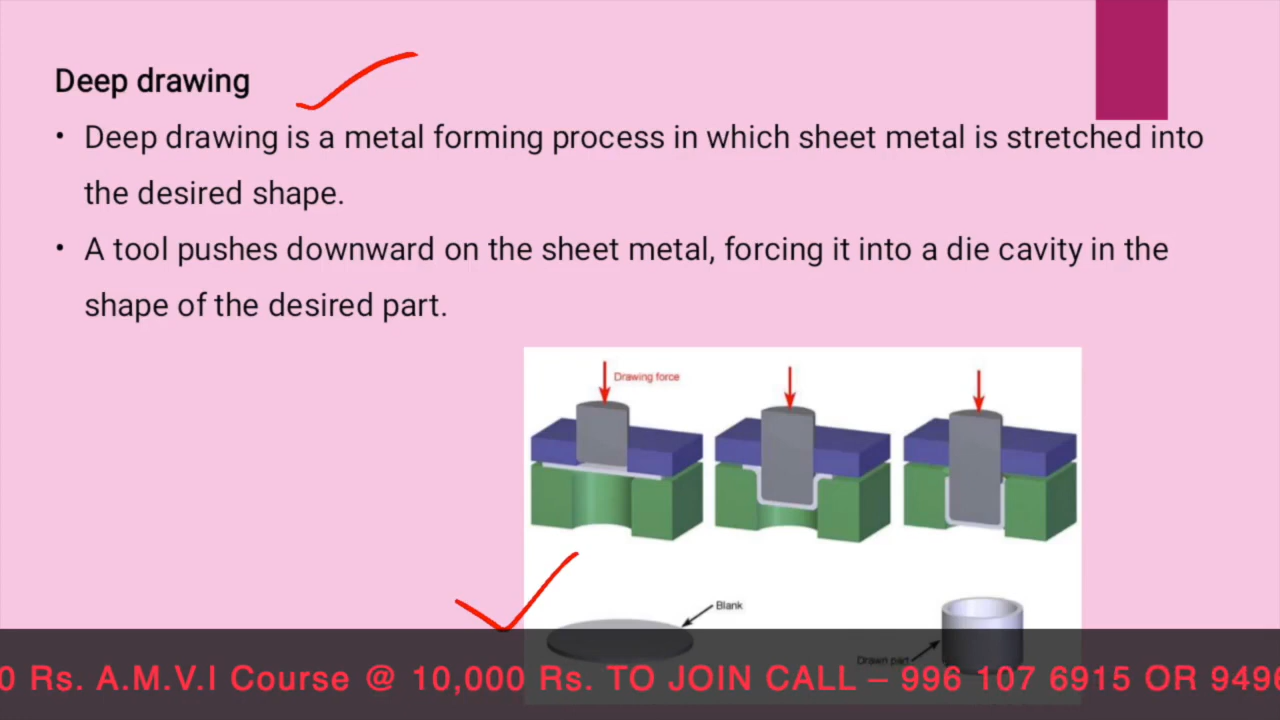 Deep drawing
• Deep drawing is a metal forming process in which sheet metal is stretched into
the desired shape.
• A tool pushes downward on the sheet metal, forcing it into a die cavity in the
shape of the desired part.
Drawing force
Blank
Drawn part
0 Rs. A.M.V.I Course @ 10,000 Rs. TO JOIN CALL – 996 107 6915 OR 9496